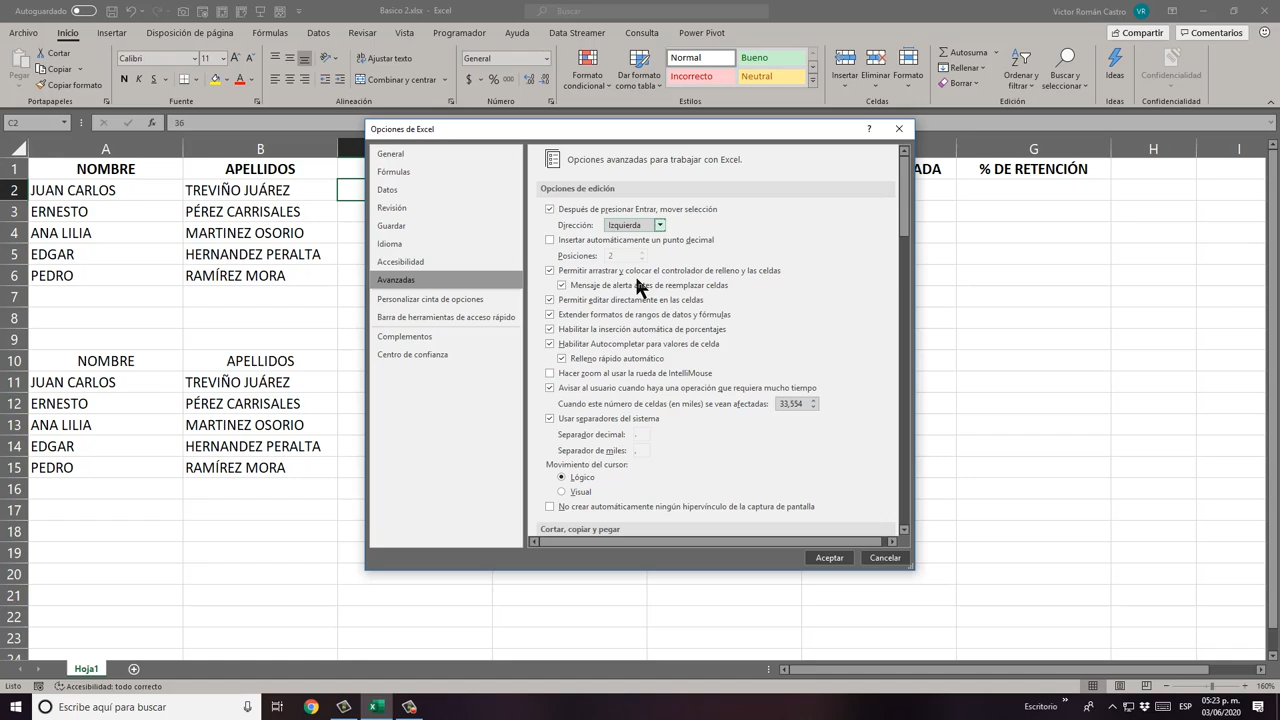 Autoguardado
Basico 2.xlsx - Excel
Buscar
Victor Román Castro
VR
Archivo Inicio Insertar Disposición de página Fórmulas Datos Revisar Vista Programador Ayuda Data Streamer Consulta Power Pivot
Compartir Comentarios
Pegar
Cortar
Copiar
Copiar formato
Portapapeles
Calibri 11
N K S
Fuente
Ajustar texto
Combinar y centrar
Alineación
General
$ % 000
Número
Formato condicional
Dar formato como tabla
Normal Bueno
Incorrecto Neutral
Estilos
Insertar Eliminar Formato
Celdas
Autosuma
Rellenar
Borrar
Ordenar y filtrar
Buscar y seleccionar
Edición
Ideas
Ideas
Confidencialidad
Confidencialidad
C2 fx 36
A B G H I
1 NOMBRE APELLIDOS ADA % DE RETENCIÓN
2 JUAN CARLOS TREVIÑO JUÁREZ
3 ERNESTO PÉREZ CARRISALES
4 ANA LILIA MARTINEZ OSORIO
5 EDGAR HERNANDEZ PERALTA
6 PEDRO RAMÍREZ MORA
7
8
9
10 NOMBRE APELLIDOS
11 JUAN CARLOS TREVIÑO JUÁREZ
12 ERNESTO PÉREZ CARRISALES
13 ANA LILIA MARTINEZ OSORIO
14 EDGAR HERNANDEZ PERALTA
15 PEDRO RAMÍREZ MORA
16
17
18
19
20
21
22
23
24
Opciones de Excel ?
General
Fórmulas
Datos
Revisión
Guardar
Idioma
Accesibilidad
Avanzadas
Personalizar cinta de opciones
Barra de herramientas de acceso rápido
Complementos
Centro de confianza
Opciones avanzadas para trabajar con Excel.
Opciones de edición
Después de presionar Entrar, mover selección
Dirección: Izquierda
Insertar automáticamente un punto decimal
Posiciones: 2
Permitir arrastrar y colocar el controlador de relleno y las celdas
Mensaje de alerta antes de reemplazar celdas
Permitir editar directamente en las celdas
Extender formatos de rangos de datos y fórmulas
Habilitar la inserción automática de porcentajes
Habilitar Autocompletar para valores de celda
Relleno rápido automático
Hacer zoom al usar la rueda de IntelliMouse
Avisar al usuario cuando haya una operación que requiera mucho tiempo
Cuando este número de celdas (en miles) se vean afectadas: 33,554
Usar separadores del sistema
Separador decimal: .
Separador de miles: ,
Movimiento del cursor:
Lógico
Visual
No crear automáticamente ningún hipervínculo de la captura de pantalla
Cortar, copiar y pegar
Aceptar Cancelar
Hoja1
Listo Accesibilidad: todo correcto 160%
Escribe aquí para buscar
Escritorio
ESP
05:23 p. m.
03/06/2020